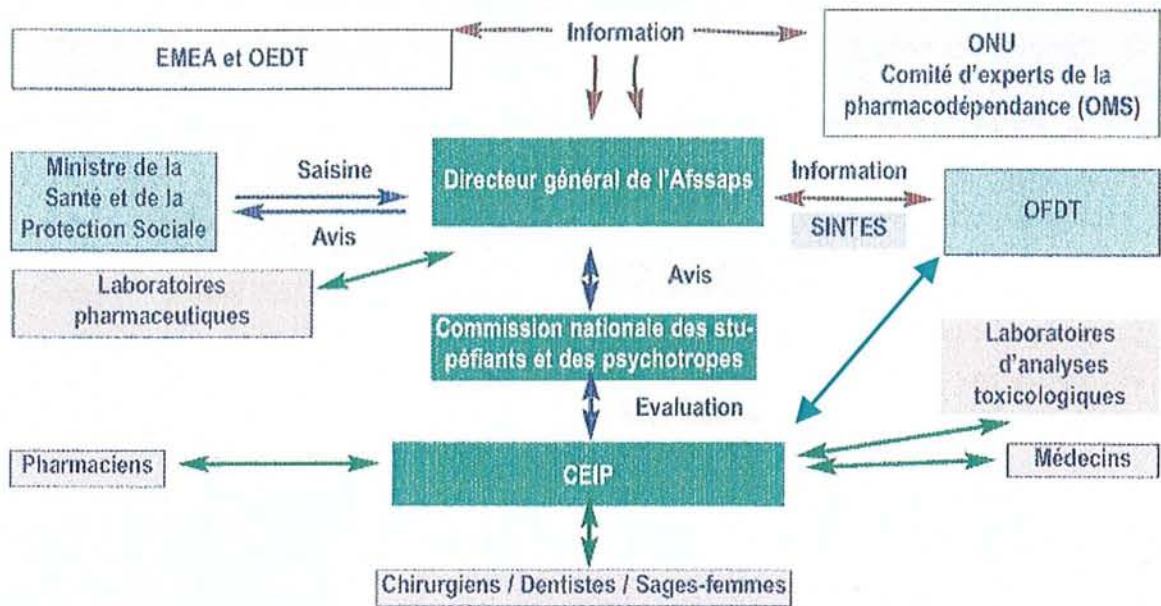 Information
EMEA et OEDT
ONU
Comité d'experts de la
pharmacodépendance (OMS)
Ministre de la
Santé et de la
Protection Sociale
Saisine
Avis
Directeur général de l'Afssaps
Information
SINTES
OFDT
Laboratoires
pharmaceutiques
Avis
Commission nationale des stu-
péfiants et des psychotropes
Laboratoires
d'analyses
toxicologiques
Evaluation
Pharmaciens
CEIP
Médecins
Chirurgiens / Dentistes / Sages-femmes